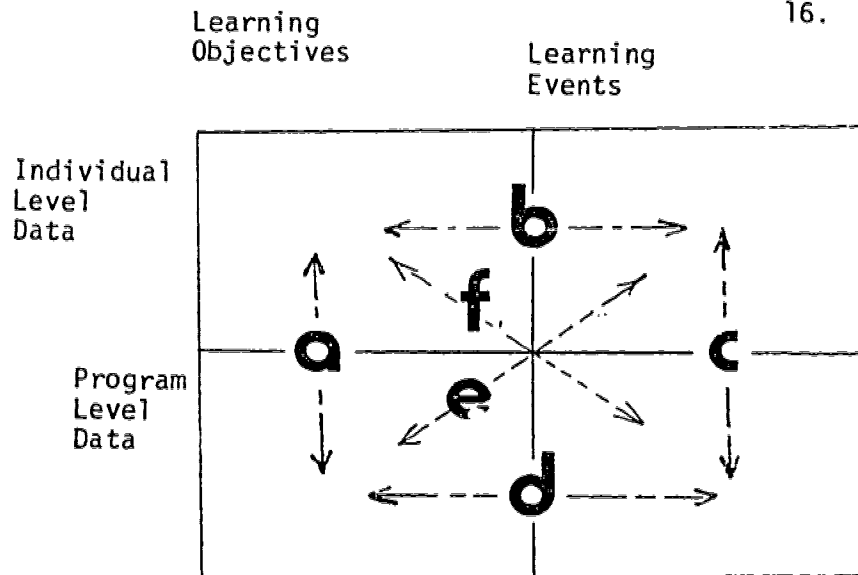 16.
Learning
Objectives
Learning
Events
Individual
Level
Data
b
f
a
c
Program
Level
Data
e
d